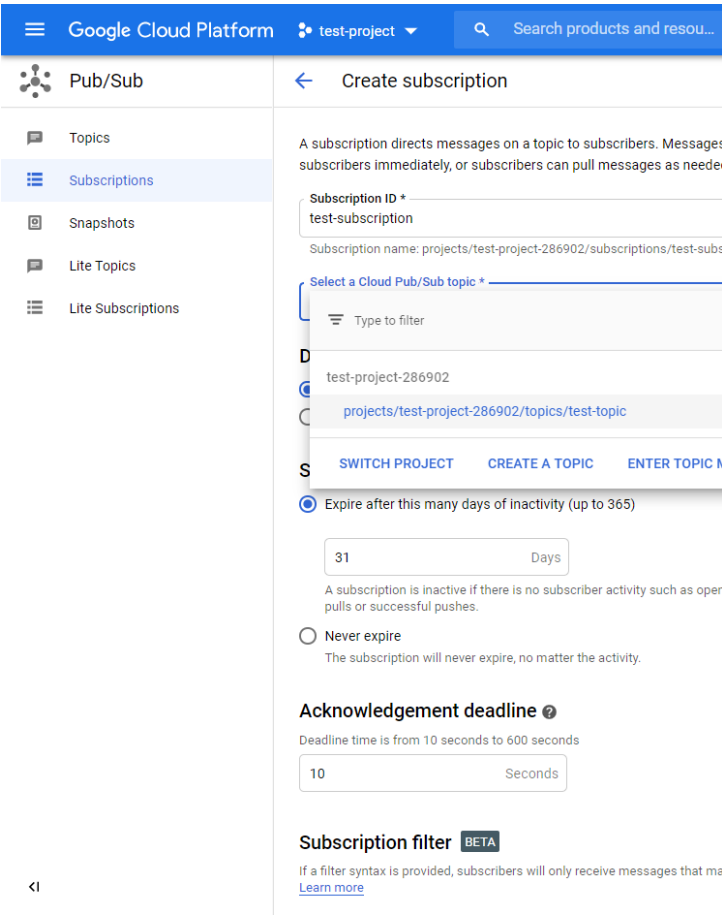 Google Cloud Platform
test-project
Search products and resou...
Pub/Sub
Create subscription
Topics
Subscriptions
Snapshots
Lite Topics
Lite Subscriptions
A subscription directs messages on a topic to subscribers. Messages
subscribers immediately, or subscribers can pull messages as neede
Subscription ID *
test-subscription
Subscription name: projects/test-project-286902/subscriptions/test-subs
Select a Cloud Pub/Sub topic *
Type to filter
D
test-project-286902
projects/test-project-286902/topics/test-topic
SWITCH PROJECT CREATE A TOPIC ENTER TOPIC M
S
Expire after this many days of inactivity (up to 365)
31 Days
A subscription is inactive if there is no subscriber activity such as open
pulls or successful pushes.
Never expire
The subscription will never expire, no matter the activity.
Acknowledgement deadline
Deadline time is from 10 seconds to 600 seconds
10 Seconds
Subscription filter BETA
If a filter syntax is provided, subscribers will only receive messages that ma
Learn more